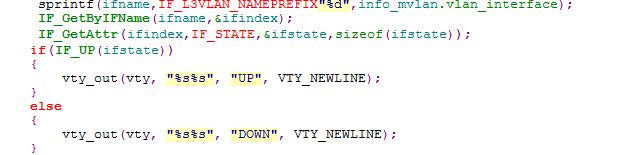 sprintf(ifname,IF_L3VLAN_NAMEPREFIX"%d",info_mvlan.vlan_interface);
IF_GetByIFName(ifname,&ifindex);
IF_GetAttr(ifindex,IF_STATE,&ifstate,sizeof(ifstate));
if(IF_UP(ifstate))
{
vty_out(vty, "%s%s", "UP", VTY_NEWLINE);
}
else
{
vty_out(vty, "%s%s", "DOWN", VTY_NEWLINE);
}